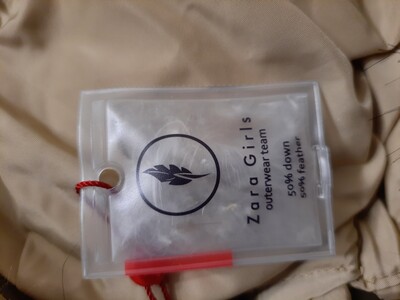 Zara Girls
outerwear team
50% down
50% feather